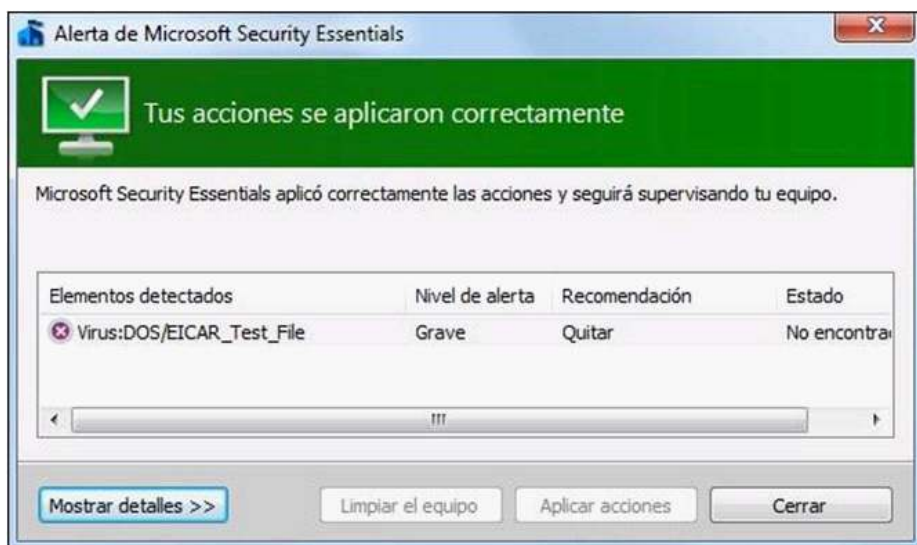 Alerta de Microsoft Security Essentials
Tus acciones se aplicaron correctamente
Microsoft Security Essentials aplicó correctamente las acciones y seguirá supervisando tu equipo.
Elementos detectados Nivel de alerta Recomendación Estado
Virus:DOS/EICAR_Test_File Grave Quitar No encontra
Mostrar detalles >> Limpiar el equipo Aplicar acciones Cerrar